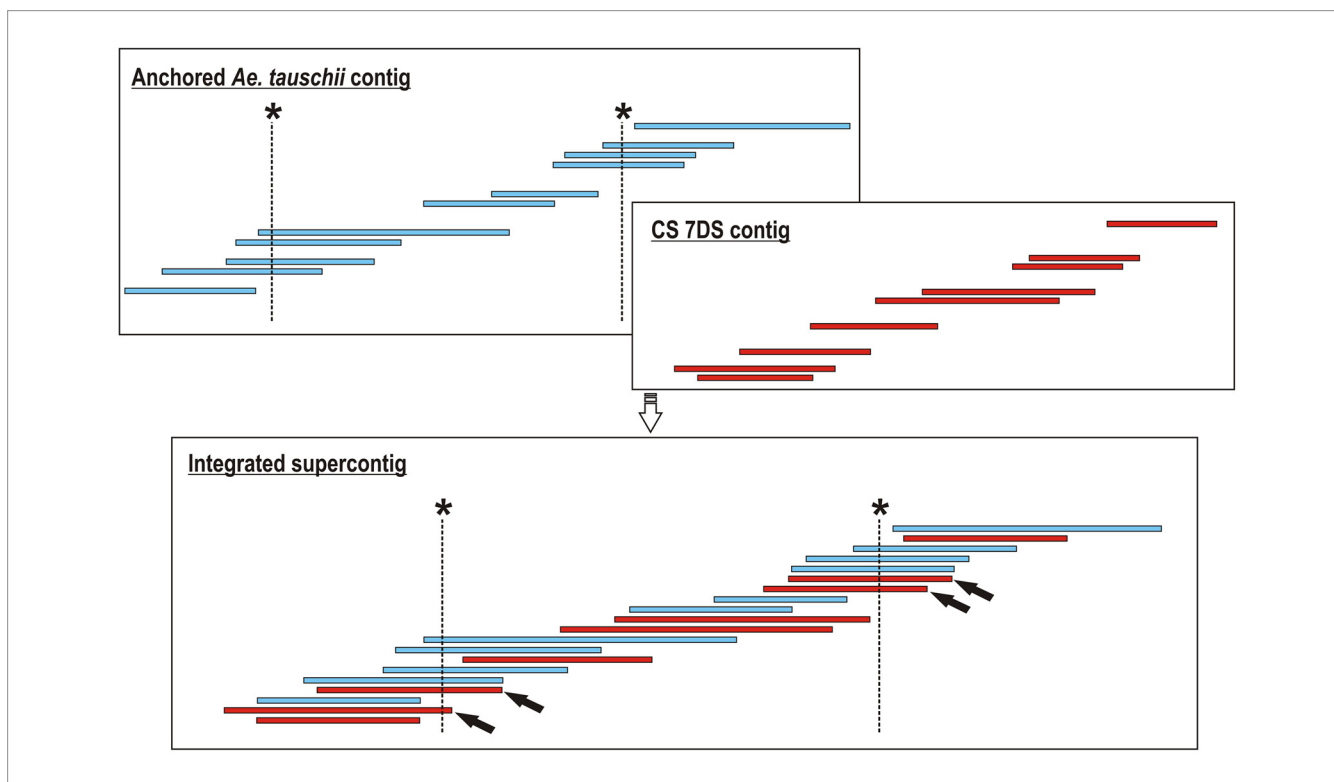 Anchored Ae. tauschii contig
* *
CS 7DS contig
Integrated supercontig
* *